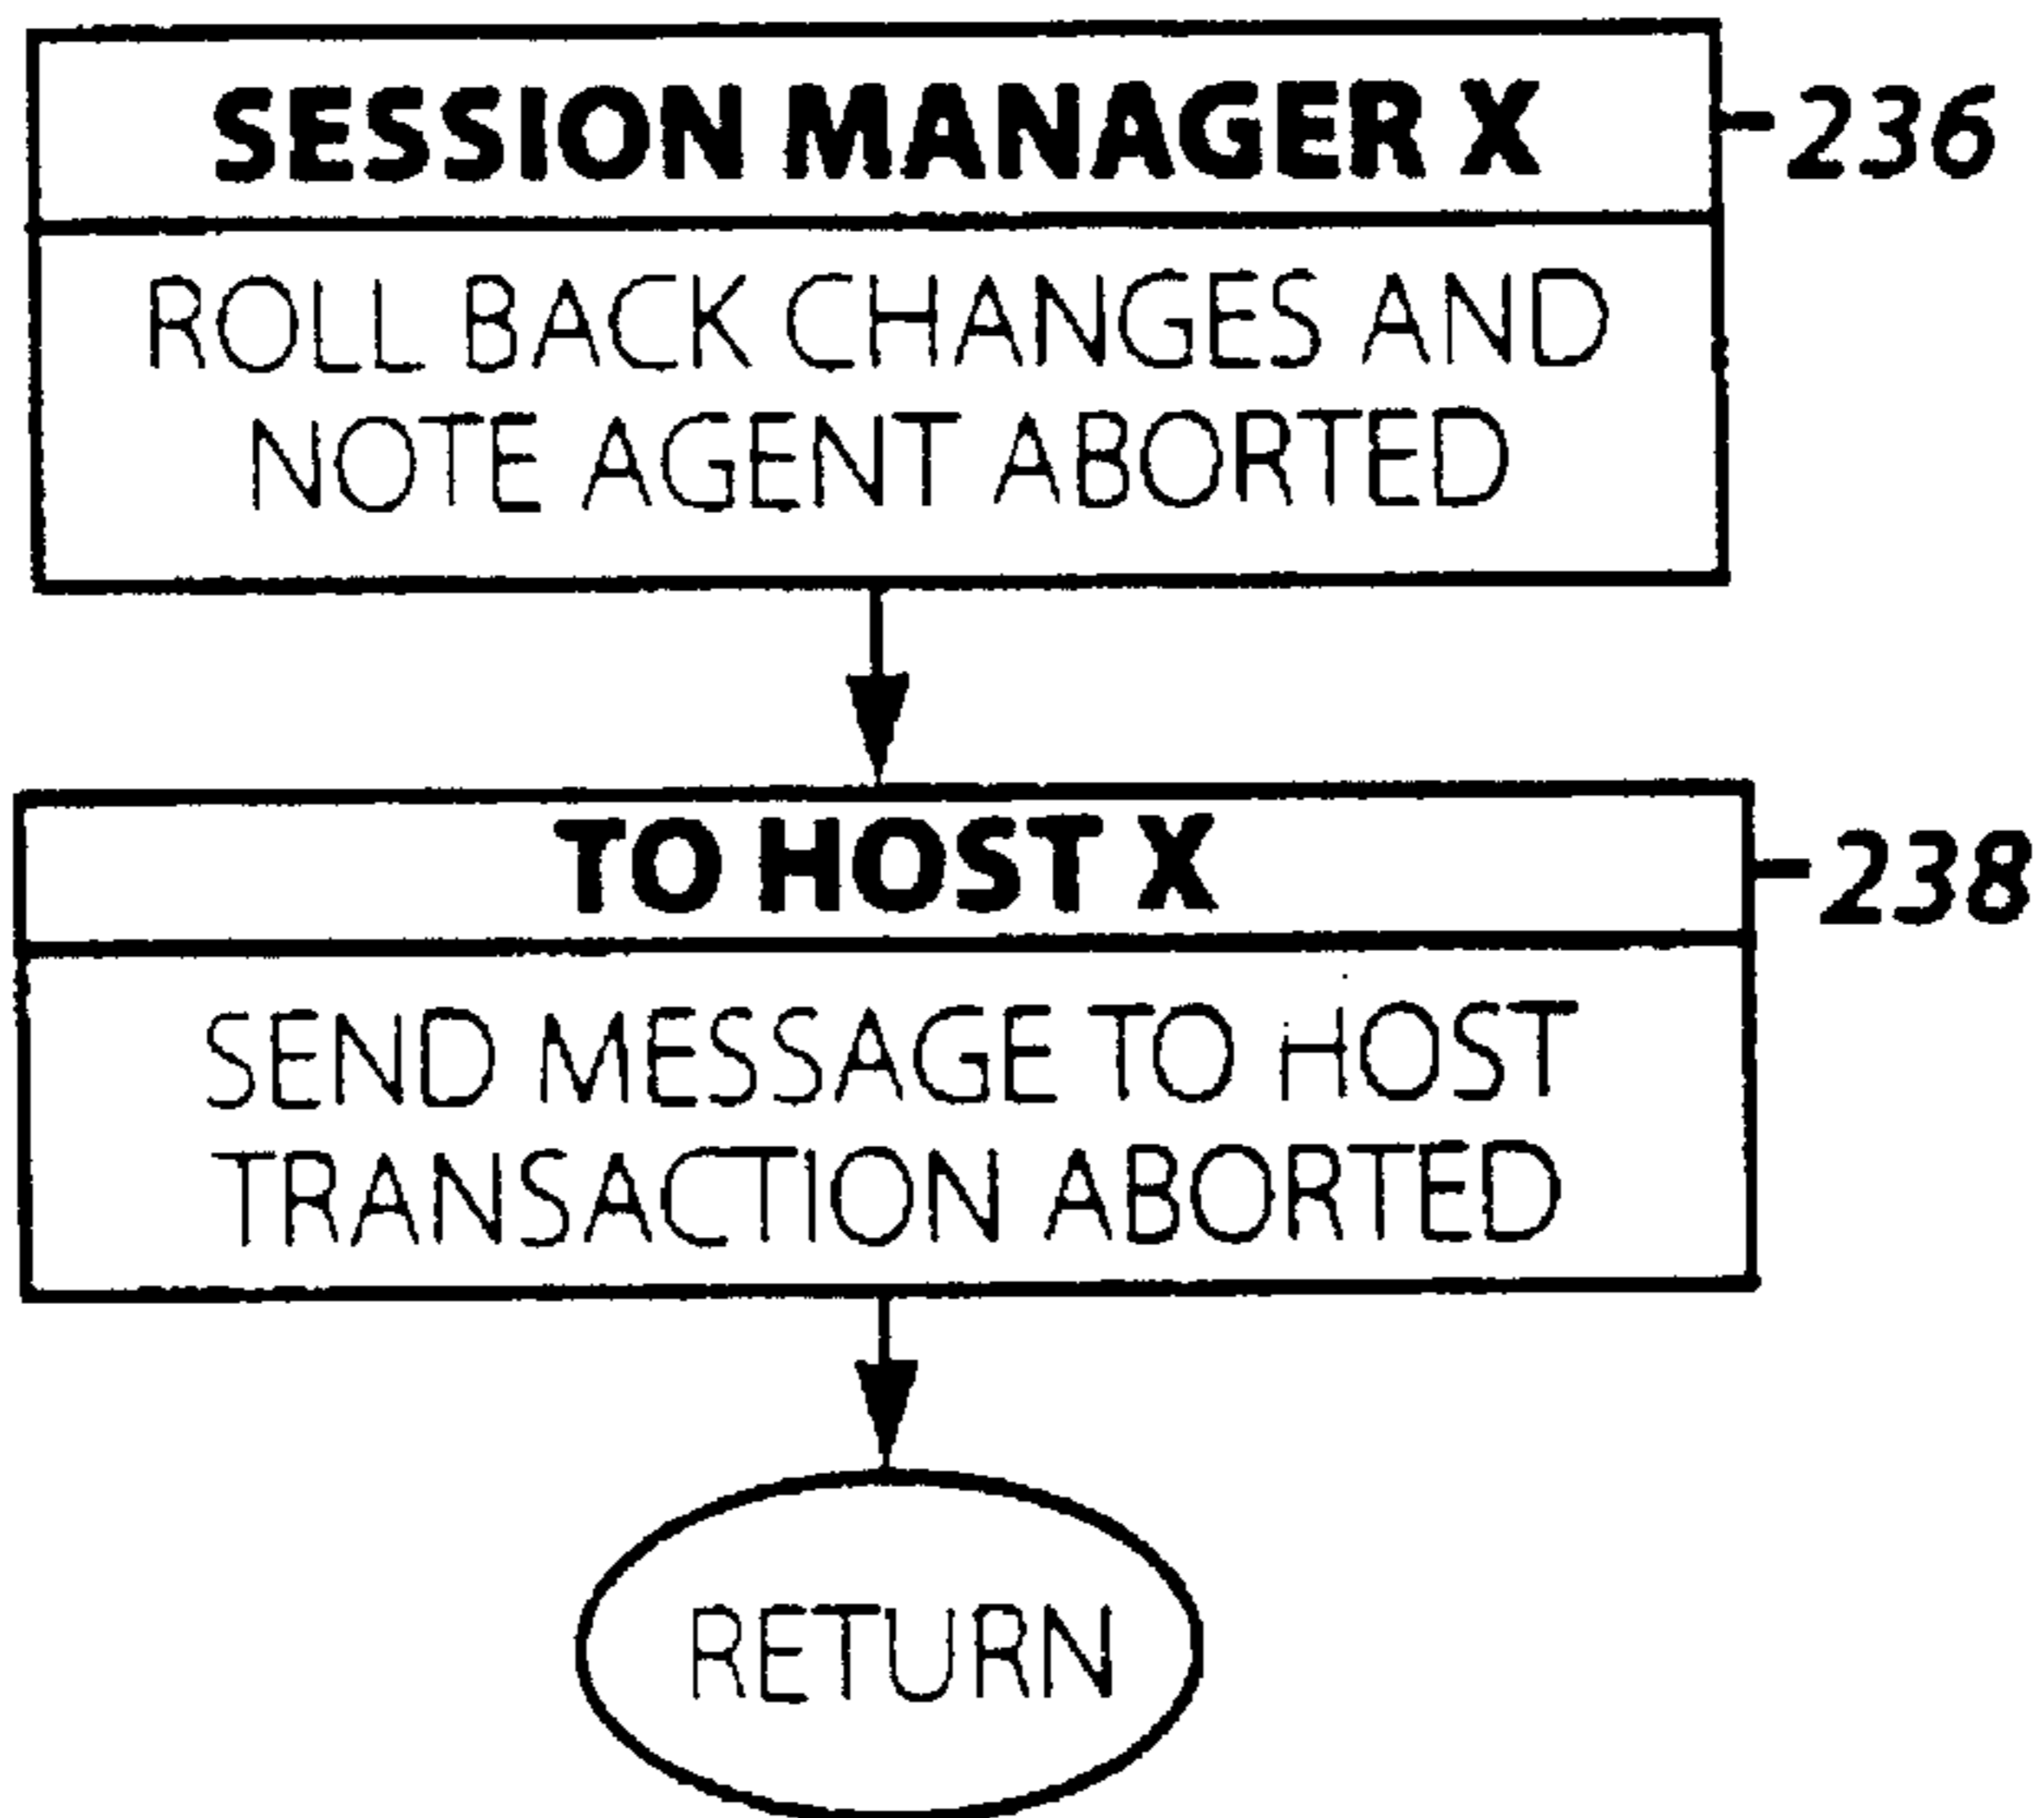 SESSION MANAGER X
236
ROLL BACK CHANGES AND
NOTE AGENT ABORTED
TO HOST X
238
SEND MESSAGE TO HOST
TRANSACTION ABORTED
RETURN